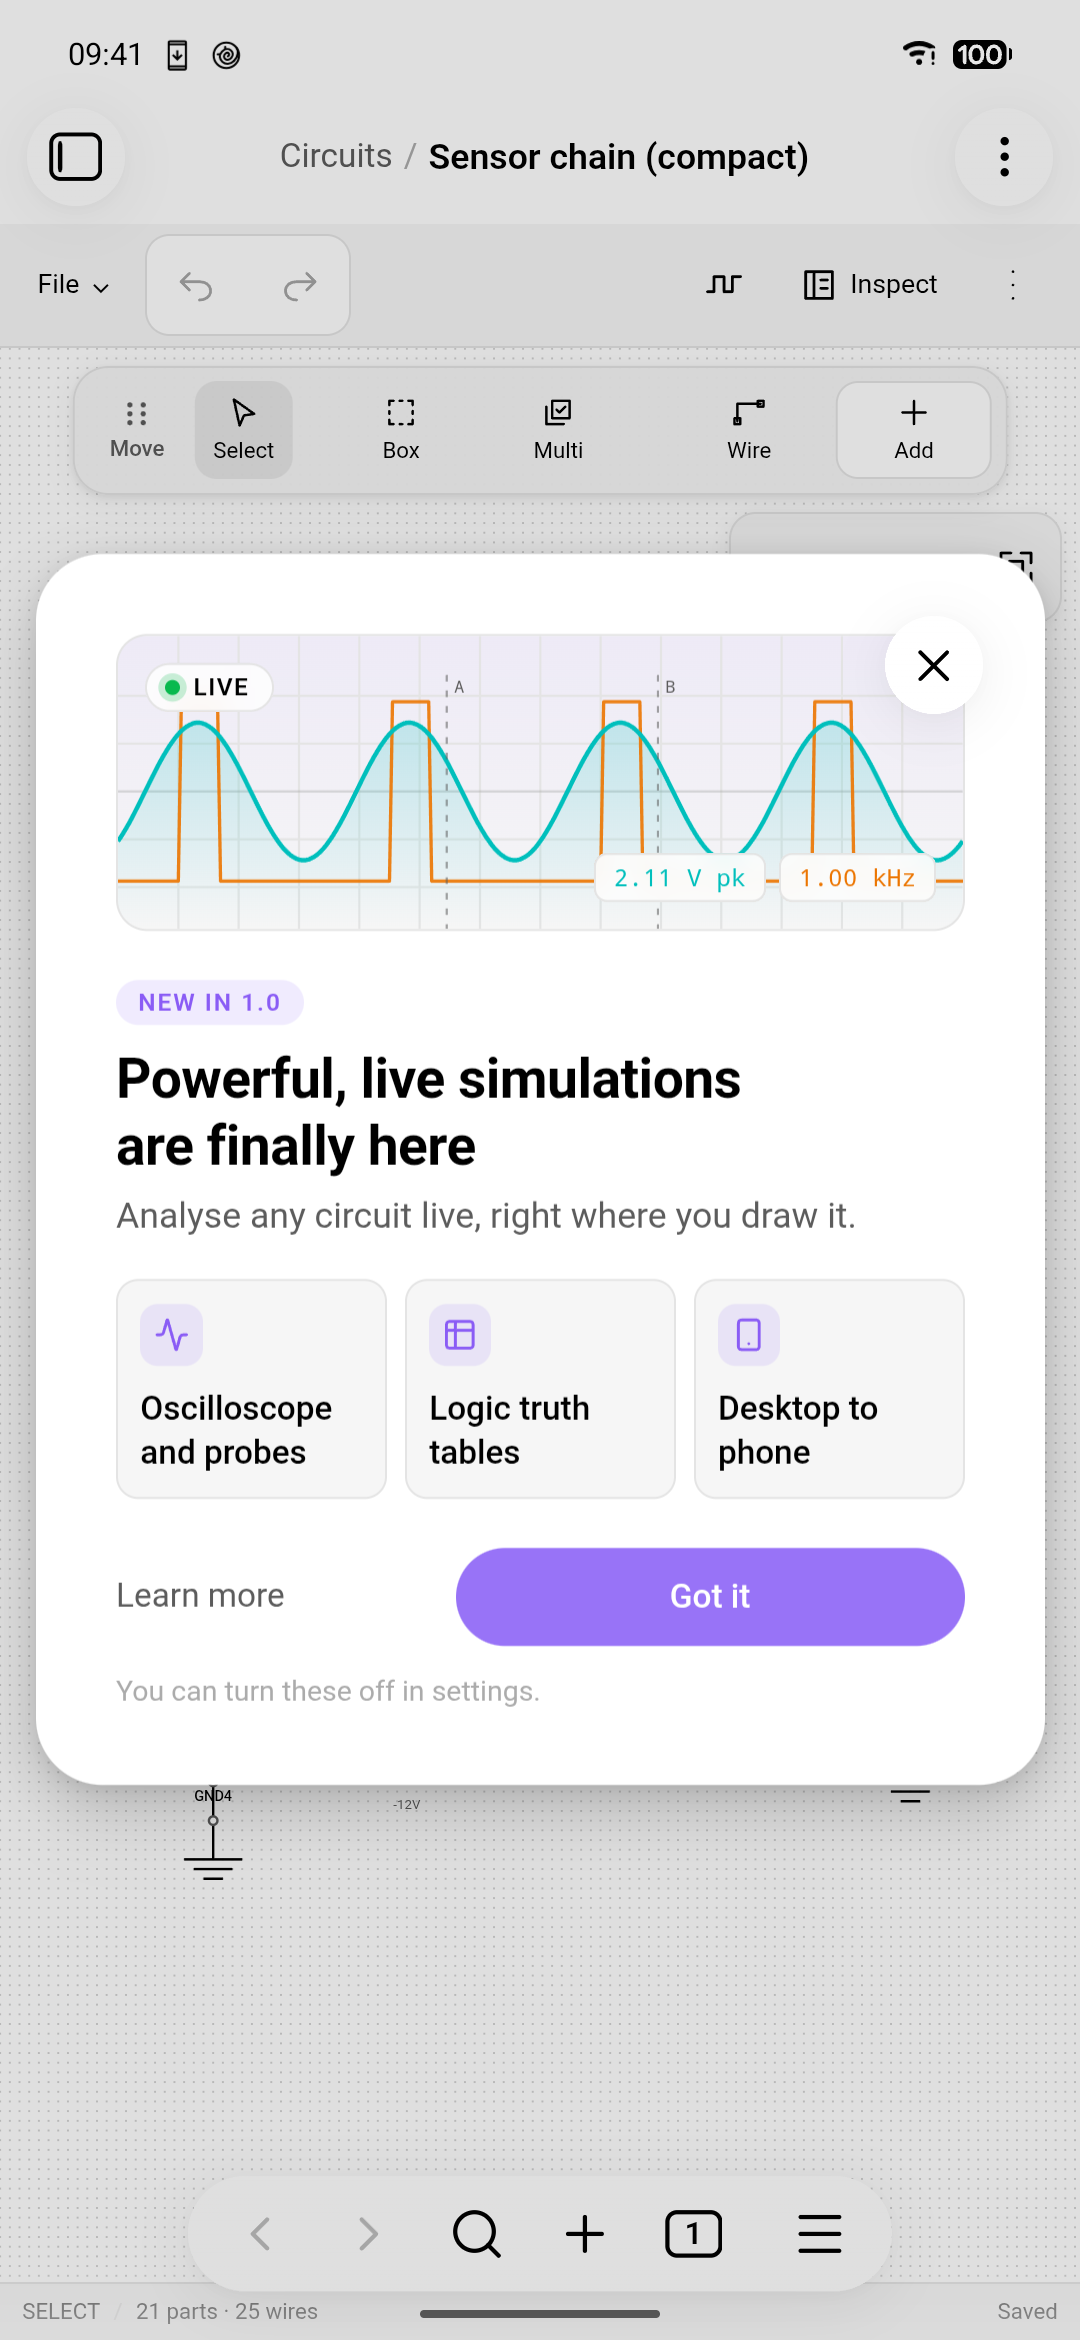 09:41
100
Circuits / Sensor chain (compact)
File
Inspect
Move
Select
Box
Multi
Wire
Add
LIVE
A
B
2.11 V pk
1.00 kHz
NEW IN 1.0
Powerful, live simulations
are finally here
Analyse any circuit live, right where you draw it.
Oscilloscope
and probes
Logic truth
tables
Desktop to
phone
Learn more
Got it
You can turn these off in settings.
GND4
-12V
1
SELECT / 21 parts · 25 wires
Saved